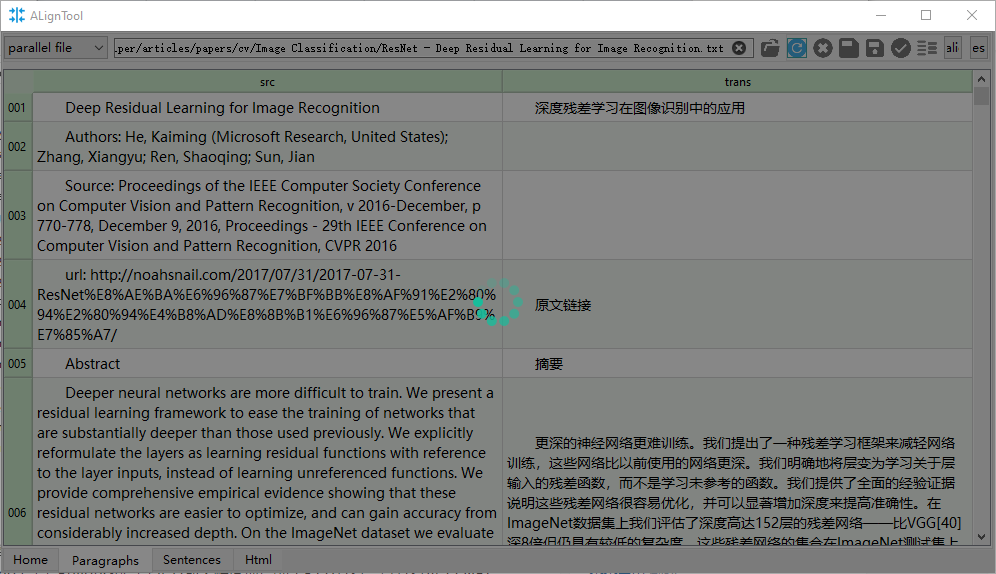 ALignTool
parallel file
per/articles/papers/cv/Image Classification/ResNet - Deep Residual Learning for Image Recognition.txt
ali
es
src
trans
001
Deep Residual Learning for Image Recognition
深度残差学习在图像识别中的应用
002
Authors: He, Kaiming (Microsoft Research, United States);
Zhang, Xiangyu; Ren, Shaoqing; Sun, Jian
003
Source: Proceedings of the IEEE Computer Society Conference
on Computer Vision and Pattern Recognition, v 2016-December, p
770-778, December 9, 2016, Proceedings - 29th IEEE Conference on
Computer Vision and Pattern Recognition, CVPR 2016
004
url: http://noahsnail.com/2017/07/31/2017-07-31-
ResNet%E8%AE%BA%E6%96%87%E7%BF%BB%E8%AF%91%E2%80%
94%E2%80%94%E4%B8%AD%E8%8B%B1%E6%96%87%E5%AF%B9%
E7%85%A7/
原文链接
005
Abstract
摘要
006
Deeper neural networks are more difficult to train. We present a
residual learning framework to ease the training of networks that
are substantially deeper than those used previously. We explicitly
reformulate the layers as learning residual functions with reference
to the layer inputs, instead of learning unreferenced functions. We
provide comprehensive empirical evidence showing that these
residual networks are easier to optimize, and can gain accuracy from
considerably increased depth. On the ImageNet dataset we evaluate
更深的神经网络更难训练。我们提出了一种残差学习框架来减轻网络
训练，这些网络比以前使用的网络更深。我们明确地将层变为学习关于层
输入的残差函数，而不是学习未参考的函数。我们提供了全面的经验证据
说明这些残差网络很容易优化，并可以显著增加深度来提高准确性。在
ImageNet数据集上我们评估了深度高达152层的残差网络——比VGG[40]
深8倍但仍具有较低的复杂度。这些残差网络的集合在ImageNet测试集上
Home
Paragraphs
Sentences
Html